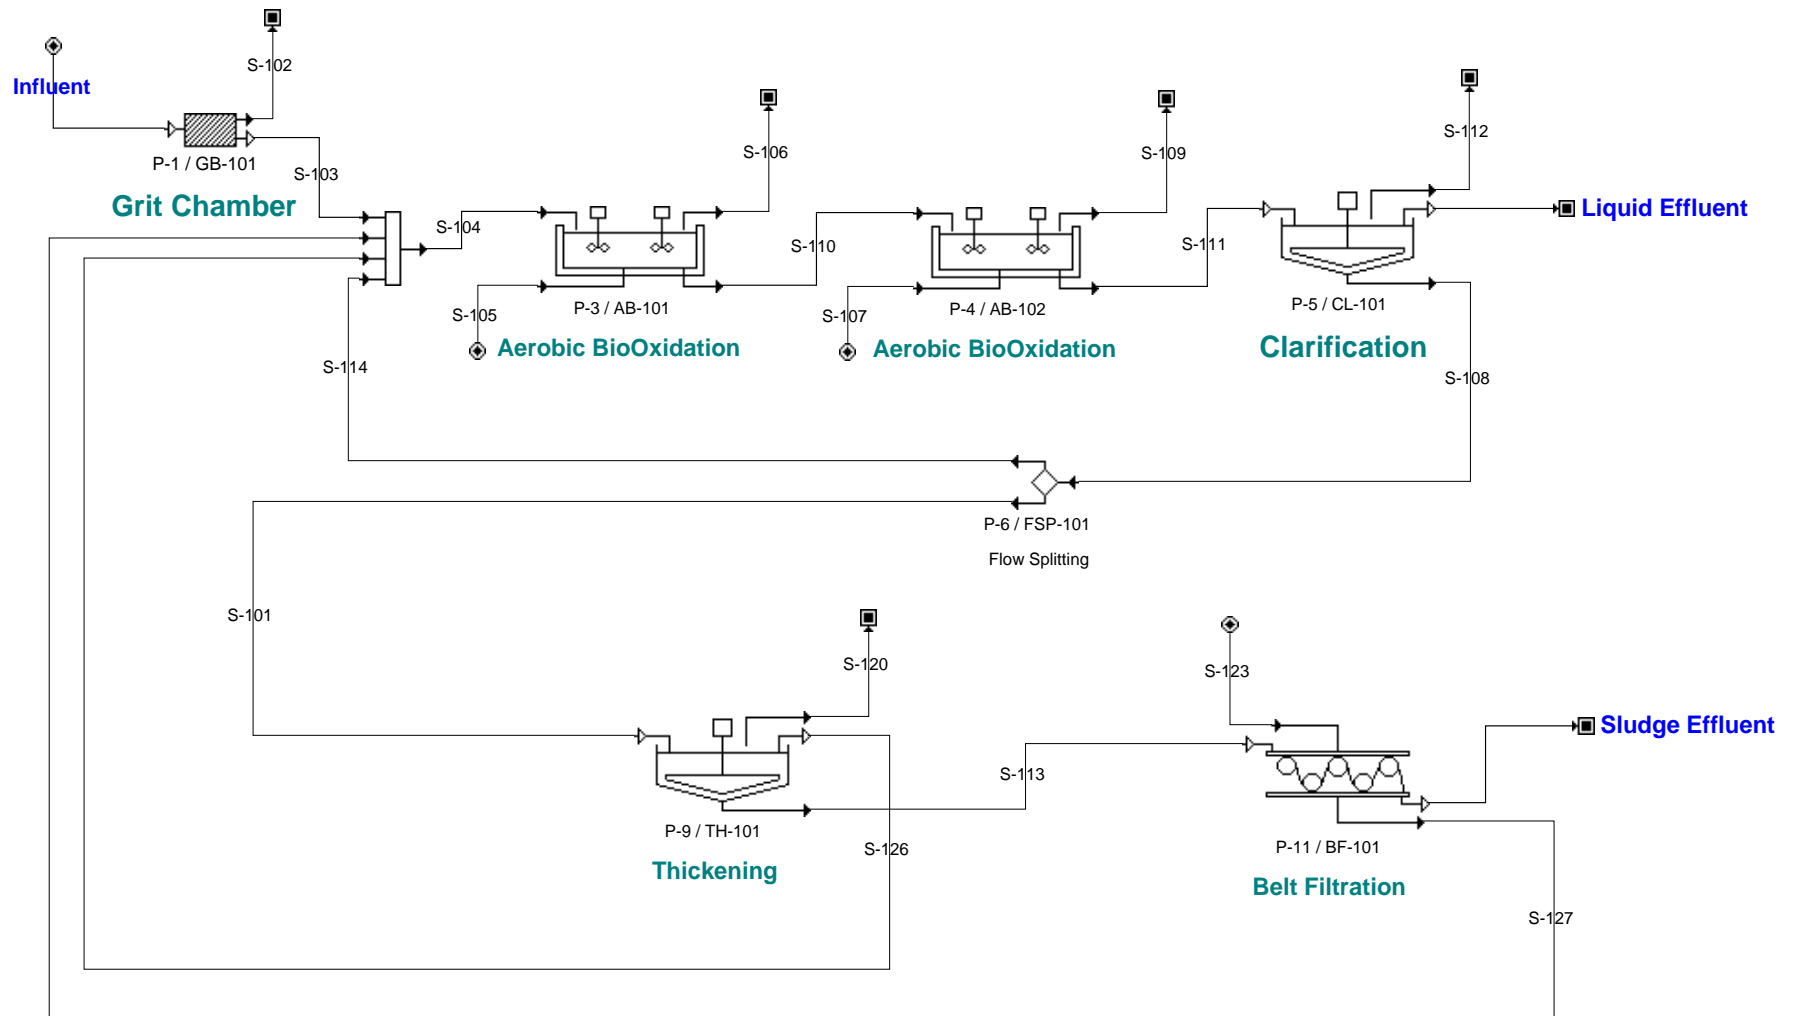 S-102
Influent
P-1 / GB-101
S-103
Grit Chamber
S-104
S-106
S-110
S-105
P-3 / AB-101
Aerobic BioOxidation
S-109
S-111
S-107
P-4 / AB-102
Aerobic BioOxidation
S-112
Liquid Effluent
P-5 / CL-101
Clarification
S-108
S-114
P-6 / FSP-101
Flow Splitting
S-101
S-120
S-123
Sludge Effluent
S-113
P-9 / TH-101
S-126
Thickening
P-11 / BF-101
Belt Filtration
S-127